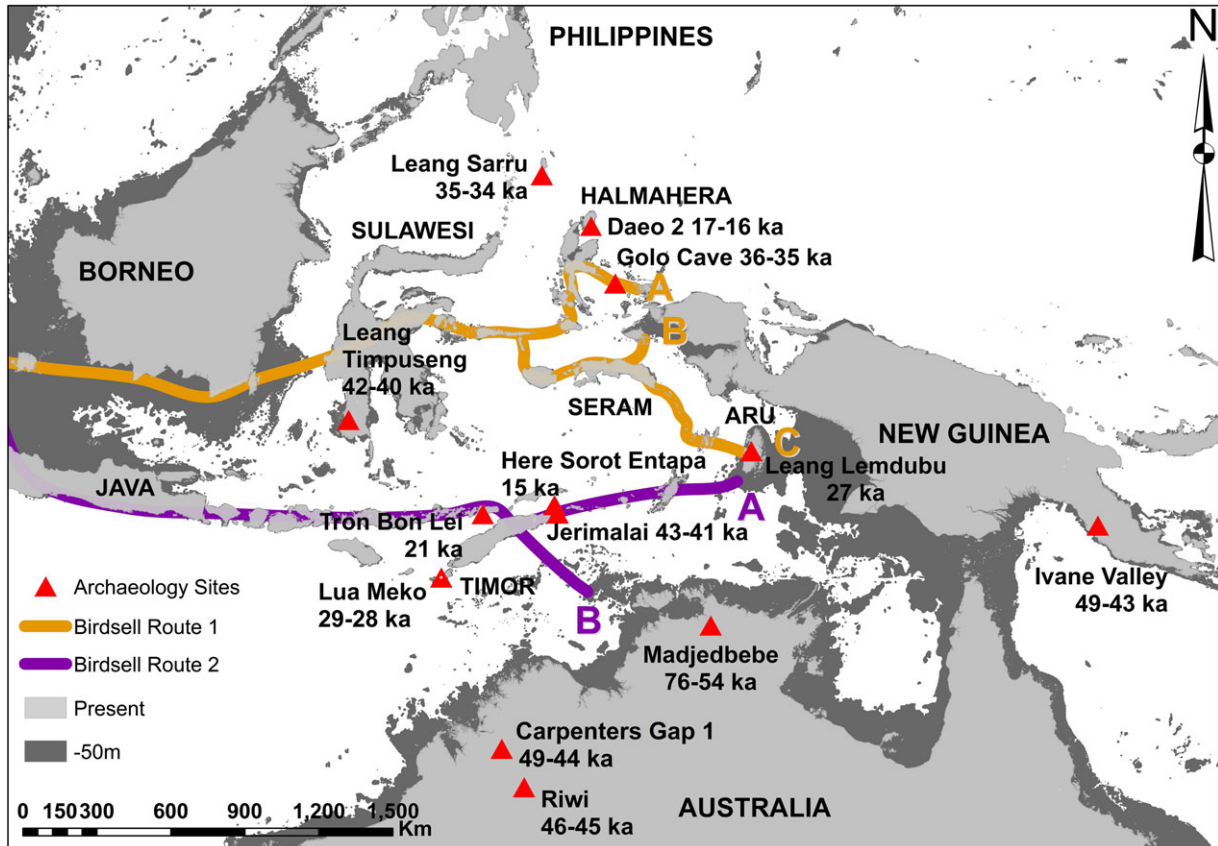 PHILIPPINES
N
Leang Sarru
35-34 ka
HALMAHERA
Daeo 2 17-16 ka
SULAWESI
Golo Cave 36-35 ka
BORNEO
A
B
Leang
Timpuseng
42-40 ka
SERAM
ARU
C
NEW GUINEA
Here Sorot Entapa
15 ka
Leang Lemdubu
27 ka
JAVA
A
Tron Bon Lei
21 ka
Jerimalai 43-41 ka
Ivane Valley
49-43 ka
Lua Meko
29-28 ka
TIMOR
B
Madjedbebe
76-54 ka
Archaeology Sites
Birdsell Route 1
Birdsell Route 2
Present
-50m
Carpenters Gap 1
49-44 ka
Riwi
46-45 ka
AUSTRALIA
0 150 300 600 900 1,200 1,500
Km